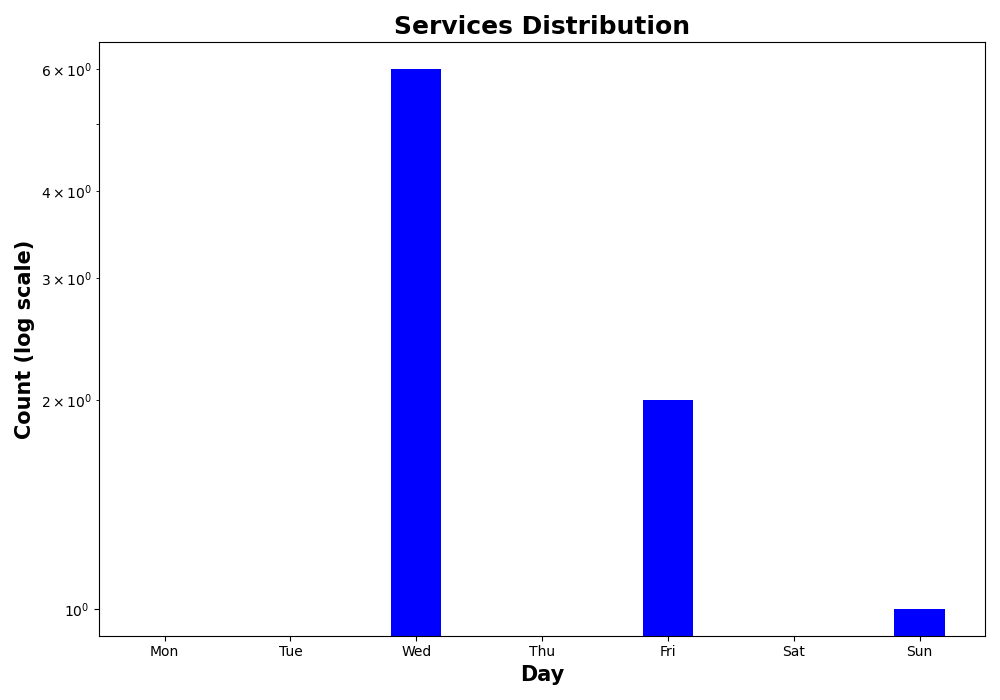 Services Distribution
Count (log scale)
6 × 10⁰
4 × 10⁰
3 × 10⁰
2 × 10⁰
10⁰
Mon Tue Wed Thu Fri Sat Sun
Day